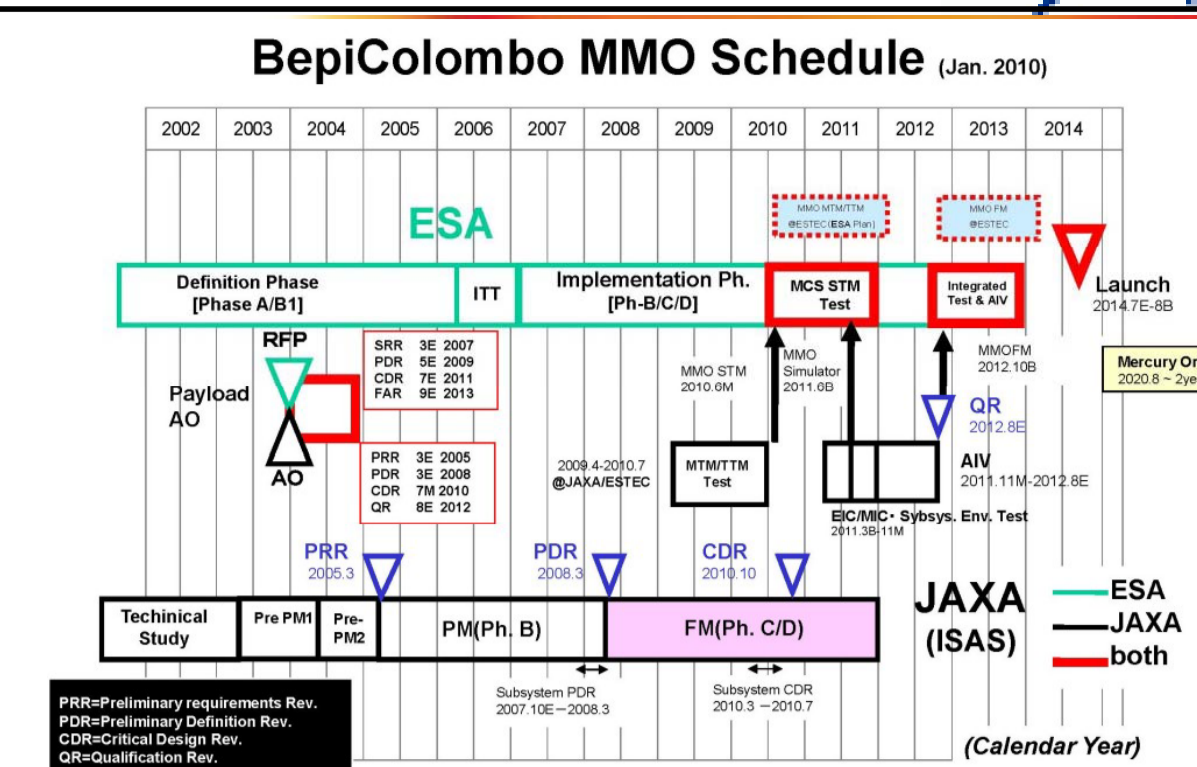 BepiColombo MMO Schedule (Jan. 2010)
2002 2003 2004 2005 2006 2007 2008 2009 2010 2011 2012 2013 2014
ESA
MMO MTM/TTM
@ESTEC(ESA Plan)
MMO FM
@ESTEC
Definition Phase
[Phase A/B1]
ITT
Implementation Ph.
[Ph-B/C/D]
MCS STM
Test
Integrated
Test & AIV
Launch
2014.7E-8B
RFP
Payload
AO
AO
SRR 3E 2007
PDR 5E 2009
CDR 7E 2011
FAR 9E 2013
PRR 3E 2005
PDR 3E 2008
CDR 7M 2010
QR 8E 2012
MMO STM
2010.6M
MMO
Simulator
2011.6B
MMOFM
2012.10B
Mercury Or
2020.8 ~ 2ye
QR
2012.8E
2009.4-2010.7
@JAXA/ESTEC
MTM/TTM
Test
AIV
2011.11M-2012.8E
EIC/MIC・Sybsys. Env. Test
2011.3B-11M
PRR
2005.3
PDR
2008.3
CDR
2010.10
Techinical
Study
Pre PM1
Pre-
PM2
PM(Ph. B)
FM(Ph. C/D)
JAXA
(ISAS)
ESA
JAXA
both
Subsystem PDR
2007.10E－2008.3
Subsystem CDR
2010.3 －2010.7
PRR=Preliminary requirements Rev.
PDR=Preliminary Definition Rev.
CDR=Critical Design Rev.
QR=Qualification Rev.
(Calendar Year)